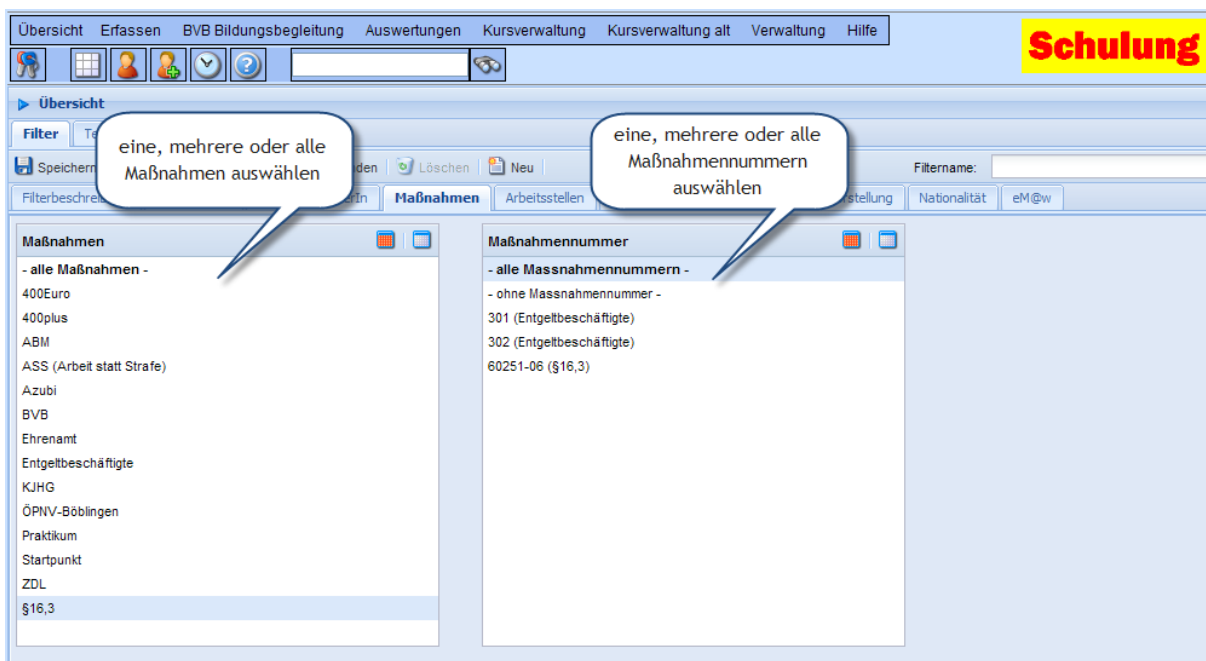 Übersicht Erfassen BVB Bildungsbegleitung Auswertungen Kursverwaltung Kursverwaltung alt Verwaltung Hilfe
Schulung
Übersicht
Filter
eine, mehrere oder alle
Maßnahmen auswählen
eine, mehrere oder alle
Maßnahmennummern
auswählen
Speichern Löschen Neu Filtername:
Maßnahmen Arbeitsstellen Nationalität eM@w
Maßnahmen
- alle Maßnahmen -
400Euro
400plus
ABM
ASS (Arbeit statt Strafe)
Azubi
BVB
Ehrenamt
Entgeltbeschäftigte
KJHG
ÖPNV-Böblingen
Praktikum
Startpunkt
ZDL
§16,3
Maßnahmennummer
- alle Massnahmennummern -
- ohne Massnahmennummer -
301 (Entgeltbeschäftigte)
302 (Entgeltbeschäftigte)
60251-06 (§16,3)